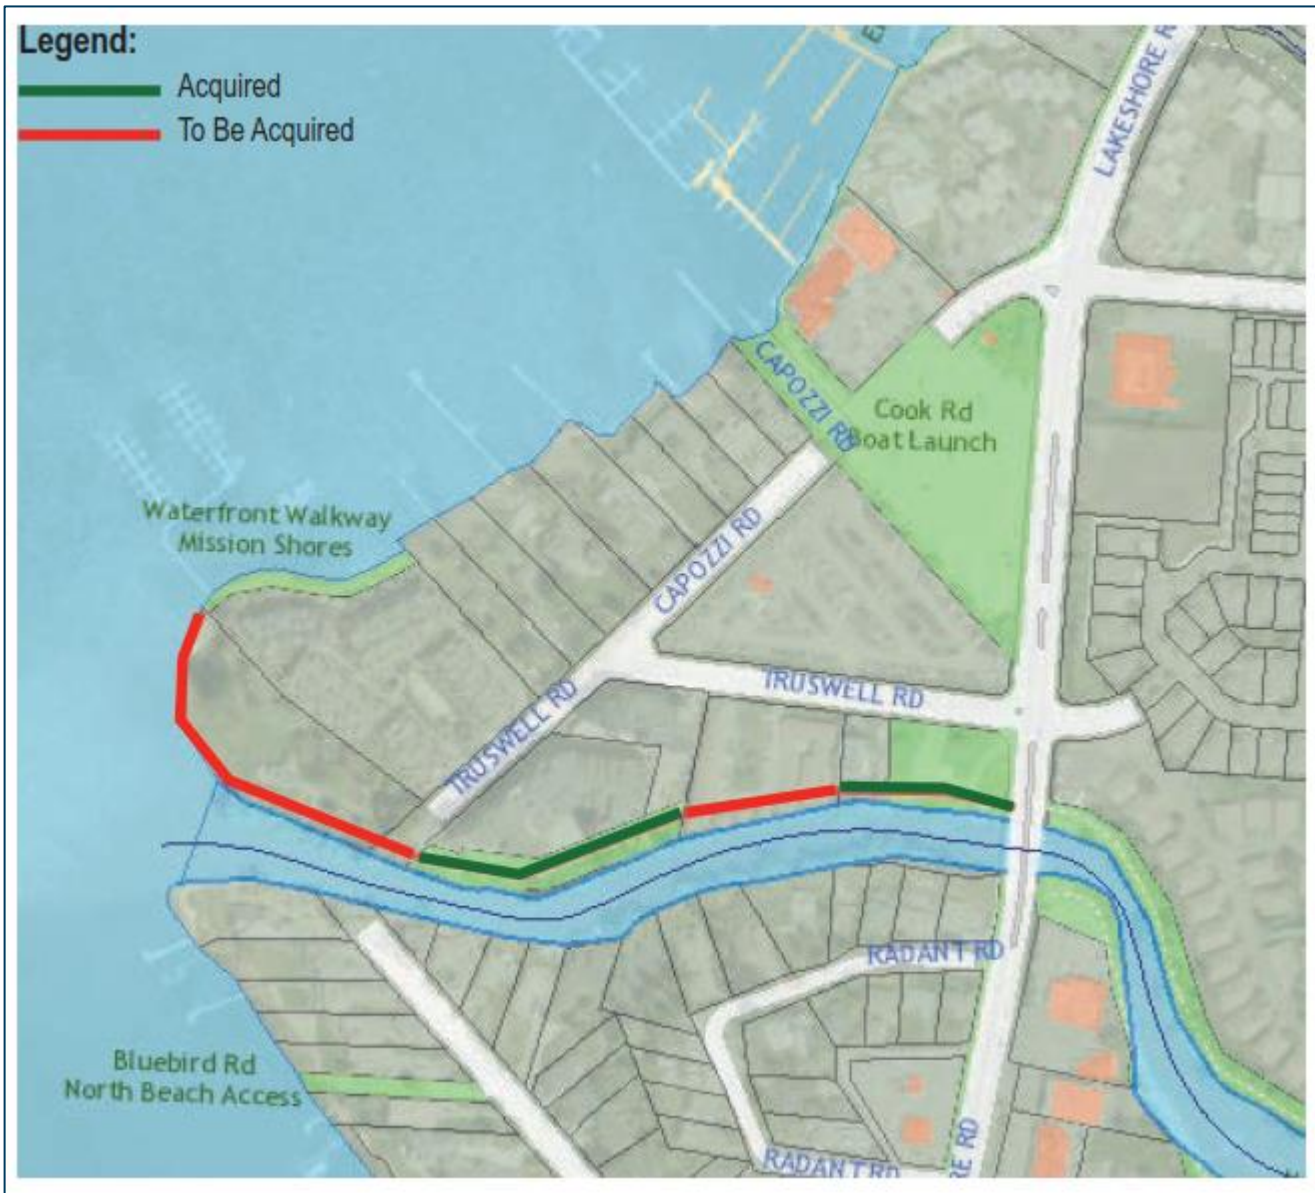 Legend:
Acquired
To Be Acquired
LAKESHORE R
CAPOZZI RD
Cook Rd
Boat Launch
Waterfront Walkway
Mission Shores
CAPOZZI RD
TRUSWELL RD
TRUSWELL RD
RADANT RD
Bluebird Rd
North Beach Access
RADANT RD
RE RD